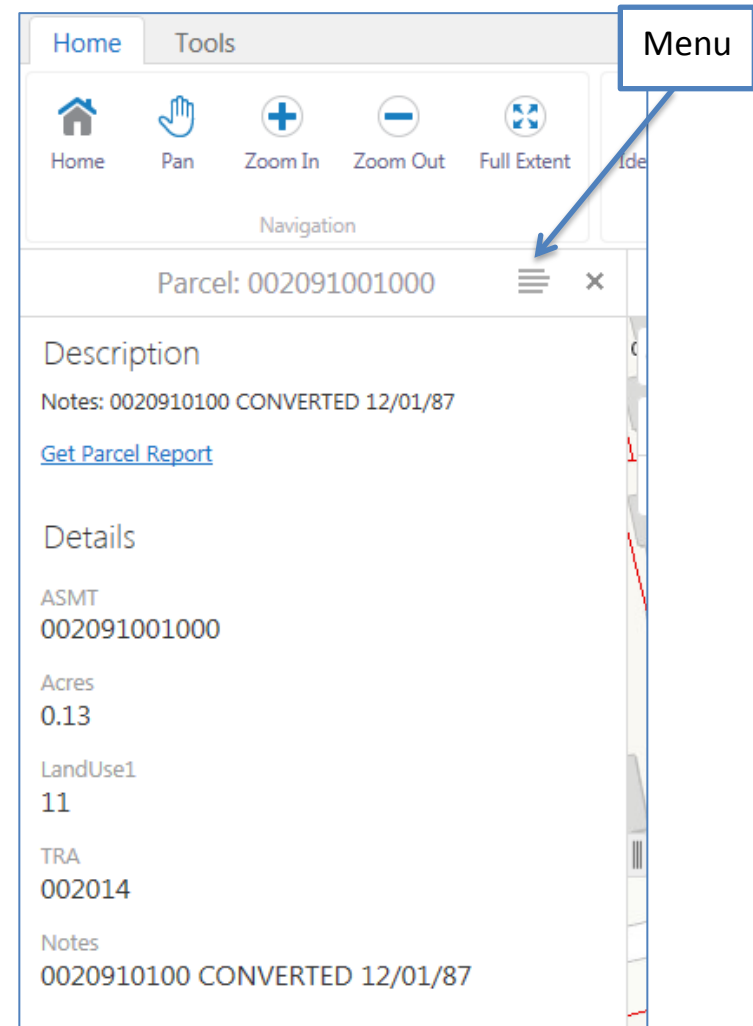 Menu
Home Tools
Home Pan Zoom In Zoom Out Full Extent Ide
Navigation
Parcel: 002091001000
Description
Notes: 0020910100 CONVERTED 12/01/87
Get Parcel Report
Details
ASMT
002091001000
Acres
0.13
LandUse1
11
TRA
002014
Notes
0020910100 CONVERTED 12/01/87